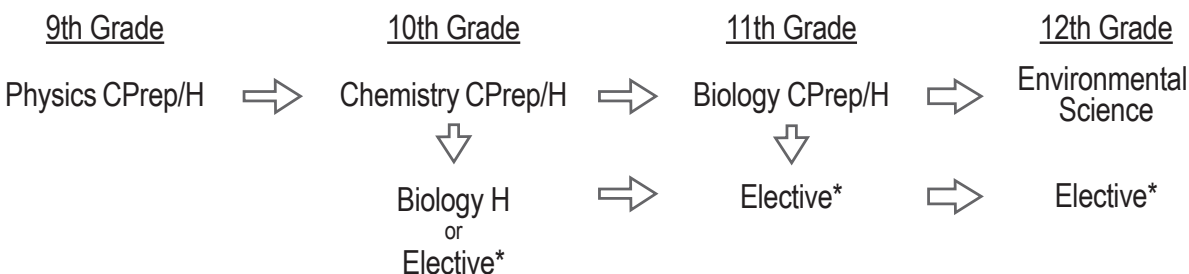 9th Grade 10th Grade 11th Grade 12th Grade
Physics CPrep/H Chemistry CPrep/H Biology CPrep/H Environmental
Science
Biology H Elective* Elective*
or
Elective*